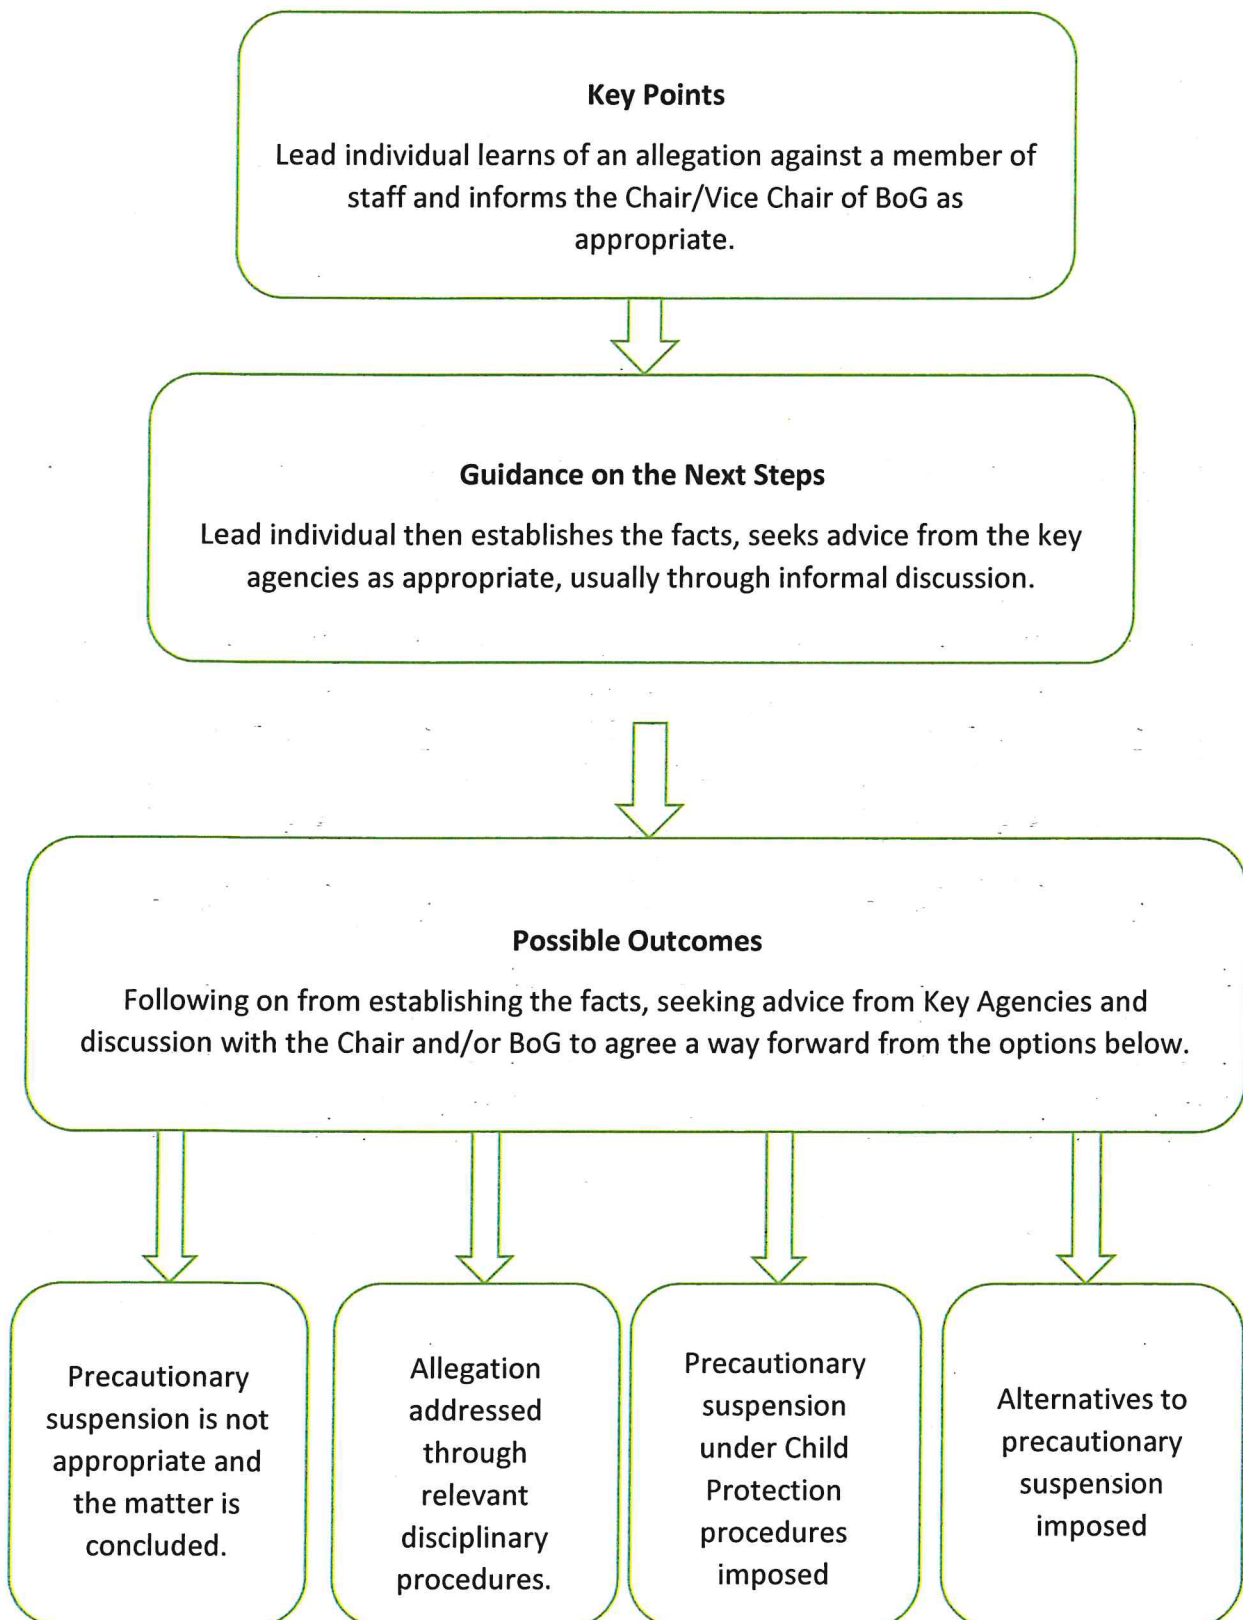 Key Points
Lead individual learns of an allegation against a member of
staff and informs the Chair/Vice Chair of BoG as
appropriate.
Guidance on the Next Steps
Lead individual then establishes the facts, seeks advice from the key
agencies as appropriate, usually through informal discussion.
Possible Outcomes
Following on from establishing the facts, seeking advice from Key Agencies and
discussion with the Chair and/or BoG to agree a way forward from the options below.
Precautionary
suspension is not
appropriate and
the matter is
concluded.
Allegation
addressed
through
relevant
disciplinary
procedures.
Precautionary
suspension
under Child
Protection
procedures
imposed
Alternatives to
precautionary
suspension
imposed